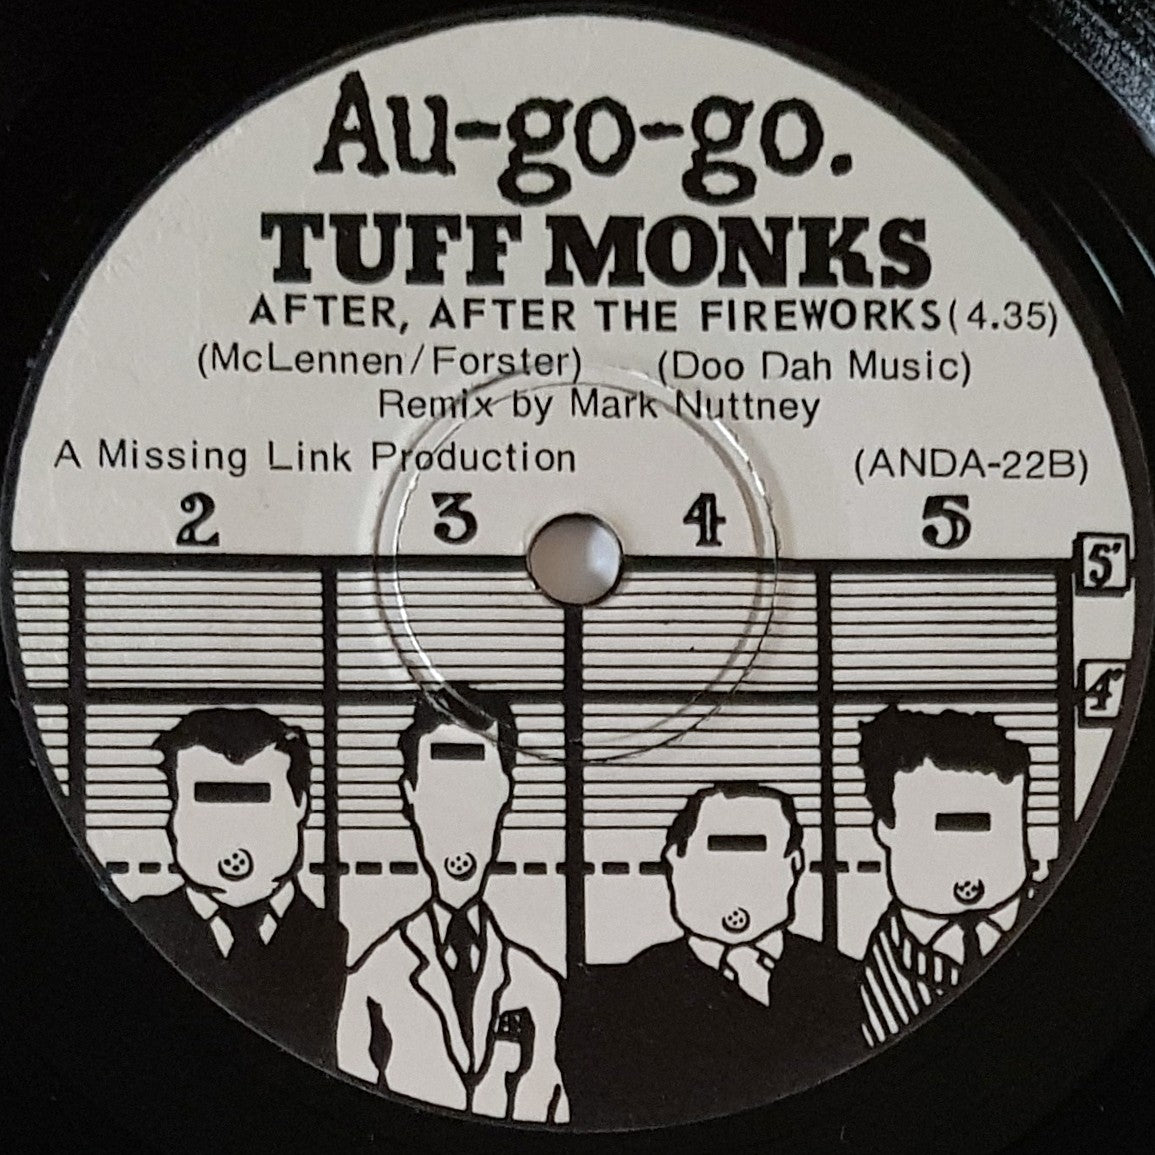 Au-go-go.
TUFF MONKS
AFTER, AFTER THE FIREWORKS(4.35)
(McLennen/Forster) (Doo Dah Music)
Remix by Mark Nuttney
A Missing Link Production (ANDA-22B)
2 3 4 5
5'
4'